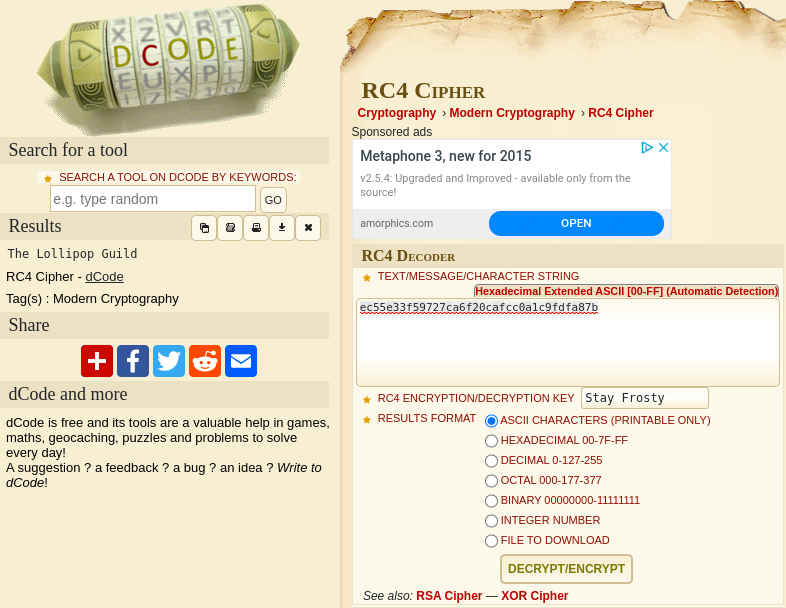 DCODE
Search for a tool
SEARCH A TOOL ON DCODE BY KEYWORDS:
e.g. type random
GO
Results
The Lollipop Guild
RC4 Cipher - dCode
Tag(s) : Modern Cryptography
Share
dCode and more
dCode is free and its tools are a valuable help in games,
maths, geocaching, puzzles and problems to solve
every day!
A suggestion ? a feedback ? a bug ? an idea ? Write to
dCode!
RC4 Cipher
Cryptography › Modern Cryptography › RC4 Cipher
Sponsored ads
Metaphone 3, new for 2015
v2.5.4: Upgraded and Improved - available only from the
source!
amorphics.com
OPEN
RC4 Decoder
TEXT/MESSAGE/CHARACTER STRING
Hexadecimal Extended ASCII [00-FF] (Automatic Detection)
ec55e33f59727ca6f20cafcc0a1c9fdfa87b
RC4 ENCRYPTION/DECRYPTION KEY Stay Frosty
RESULTS FORMAT
ASCII CHARACTERS (PRINTABLE ONLY)
HEXADECIMAL 00-7F-FF
DECIMAL 0-127-255
OCTAL 000-177-377
BINARY 00000000-11111111
INTEGER NUMBER
FILE TO DOWNLOAD
DECRYPT/ENCRYPT
See also: RSA Cipher — XOR Cipher